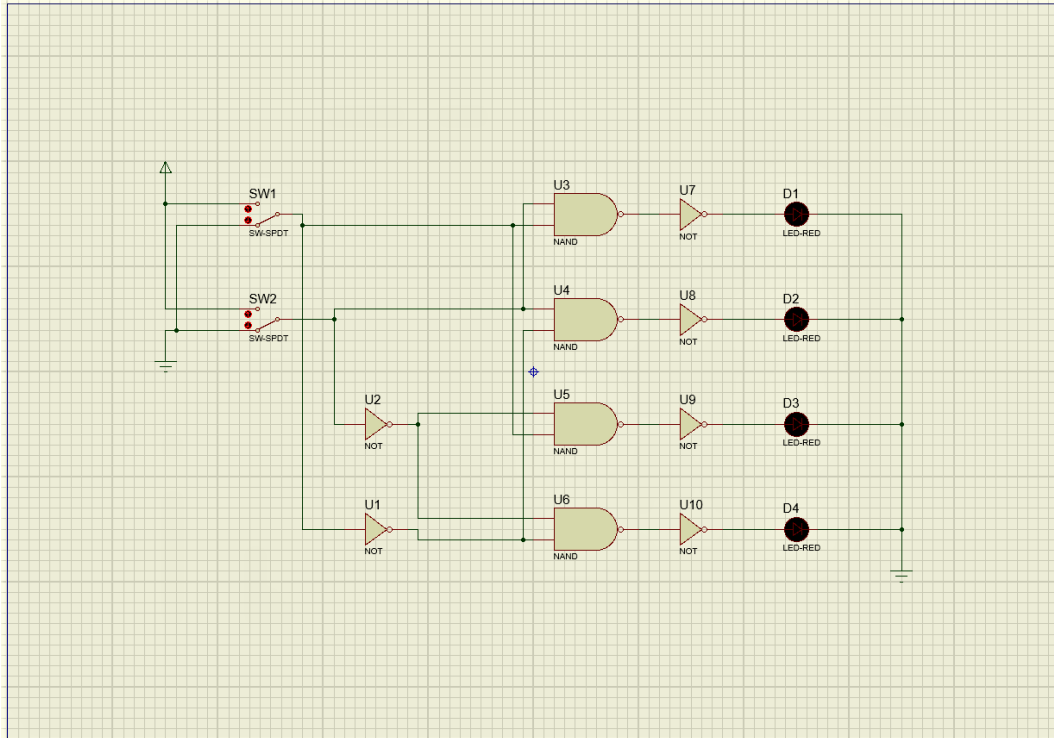 SW1
SW-SPDT
SW2
SW-SPDT
U2
NOT
U1
NOT
U3
NAND
U4
NAND
U5
NAND
U6
NAND
U7
NOT
U8
NOT
U9
NOT
U10
NOT
D1
LED-RED
D2
LED-RED
D3
LED-RED
D4
LED-RED